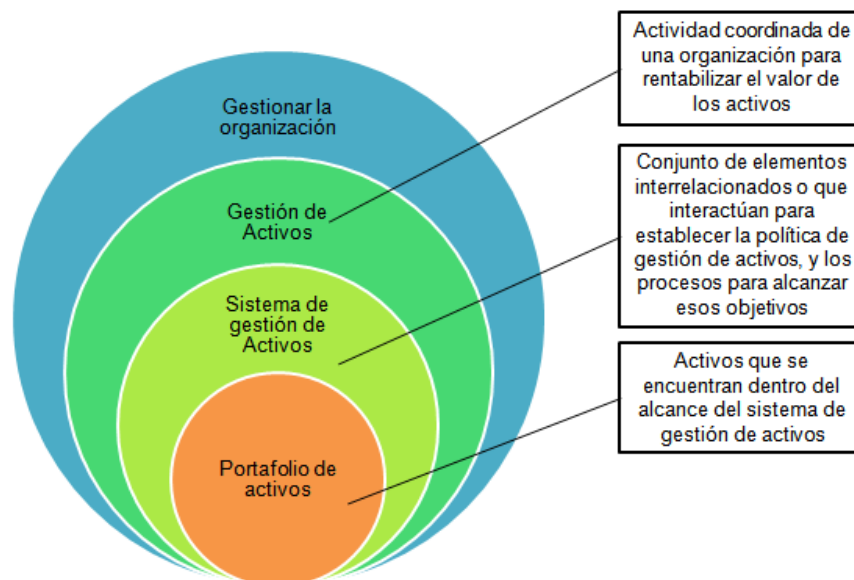 Gestionar la
organización
Gestión de
Activos
Sistema de
gestión de
Activos
Portafolio de
activos
Actividad coordinada de
una organización para
rentabilizar el valor de
los activos
Conjunto de elementos
interrelacionados o que
interactúan para
establecer la política de
gestión de activos, y los
procesos para alcanzar
esos objetivos
Activos que se
encuentran dentro del
alcance del sistema de
gestión de activos